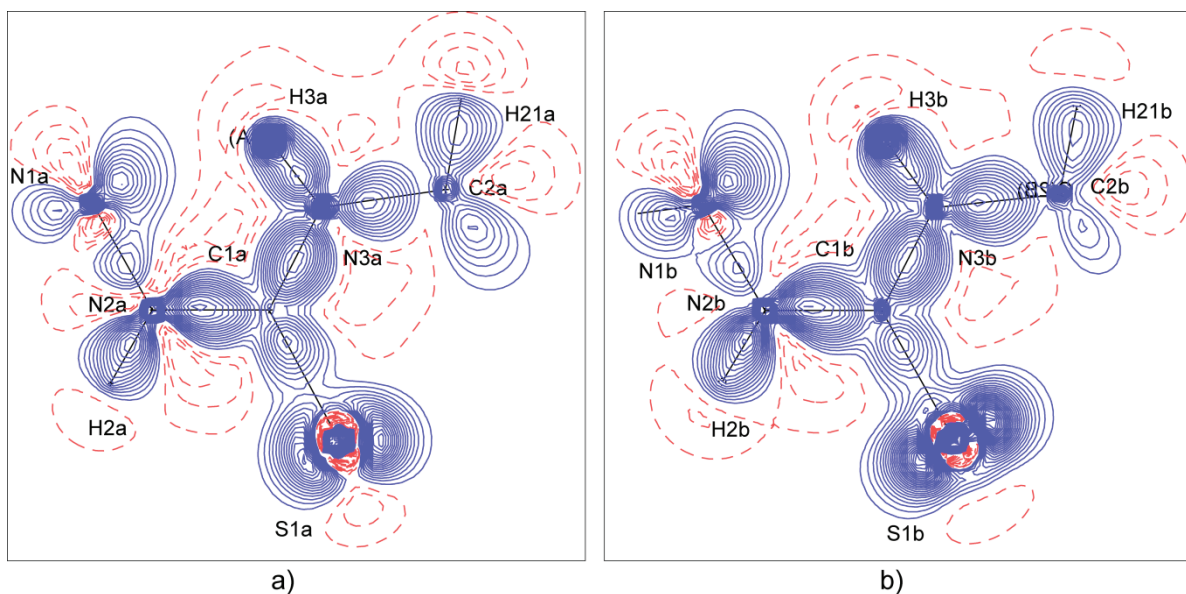 H3a
(A
H21a
N1a
C2a
C1a
N3a
N2a
H2a
S1a
a)
H3b
H21b
C2b
N1b
C1b
N3b
N2b
H2b
S1b
b)